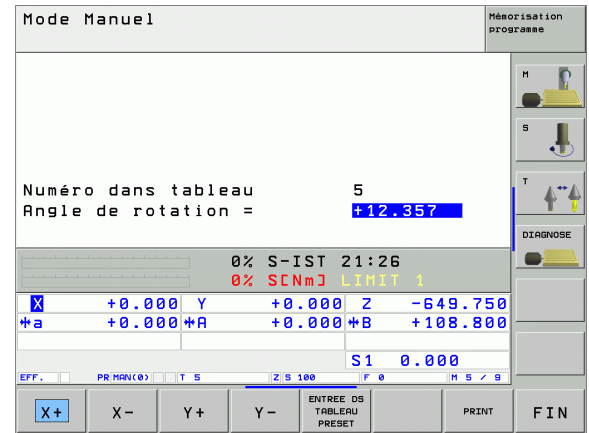 Mode Manuel
Mémorisation
programme
M
S
T
DIAGNOSE
Numéro dans tableau 5
Angle de rotation = +12.357
0% S-IST 21:26
0% S[Nm] LIMIT 1
X +0.000 Y +0.000 Z -649.750
a +0.000 A +0.000 B +108.800
S1 0.000
EFF. PR MAN(0) T 5 Z S 100 F 0 M 5 / 9
X+ X- Y+ Y- ENTREE DS TABLEAU PRESET PRINT FIN